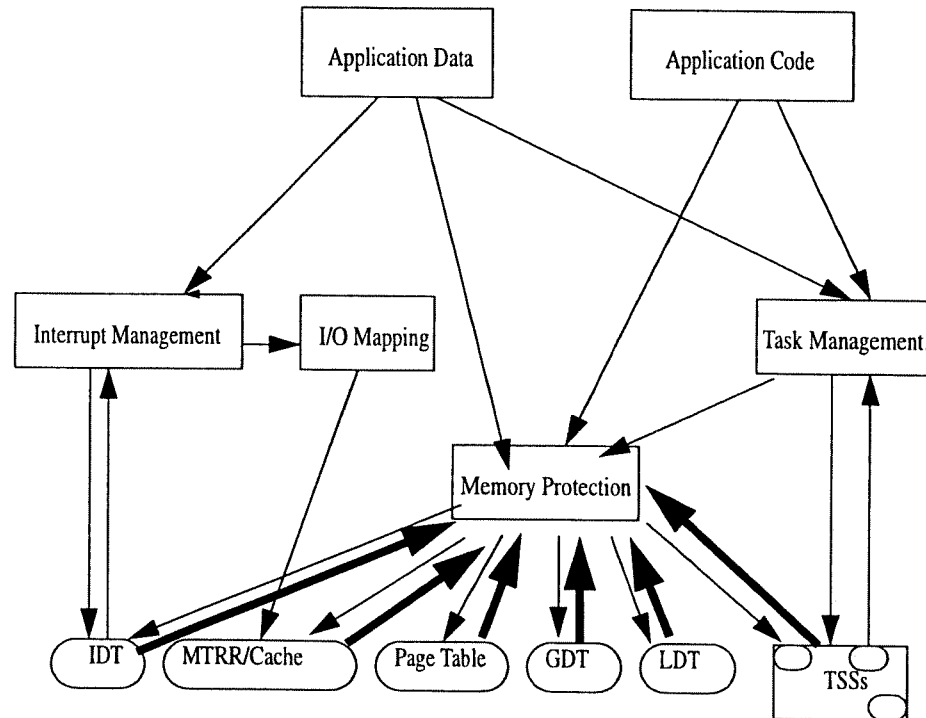 Application Data
Application Code
Interrupt Management
I/O Mapping
Task Management
Memory Protection
IDT
MTRR/Cache
Page Table
GDT
LDT
TSSs